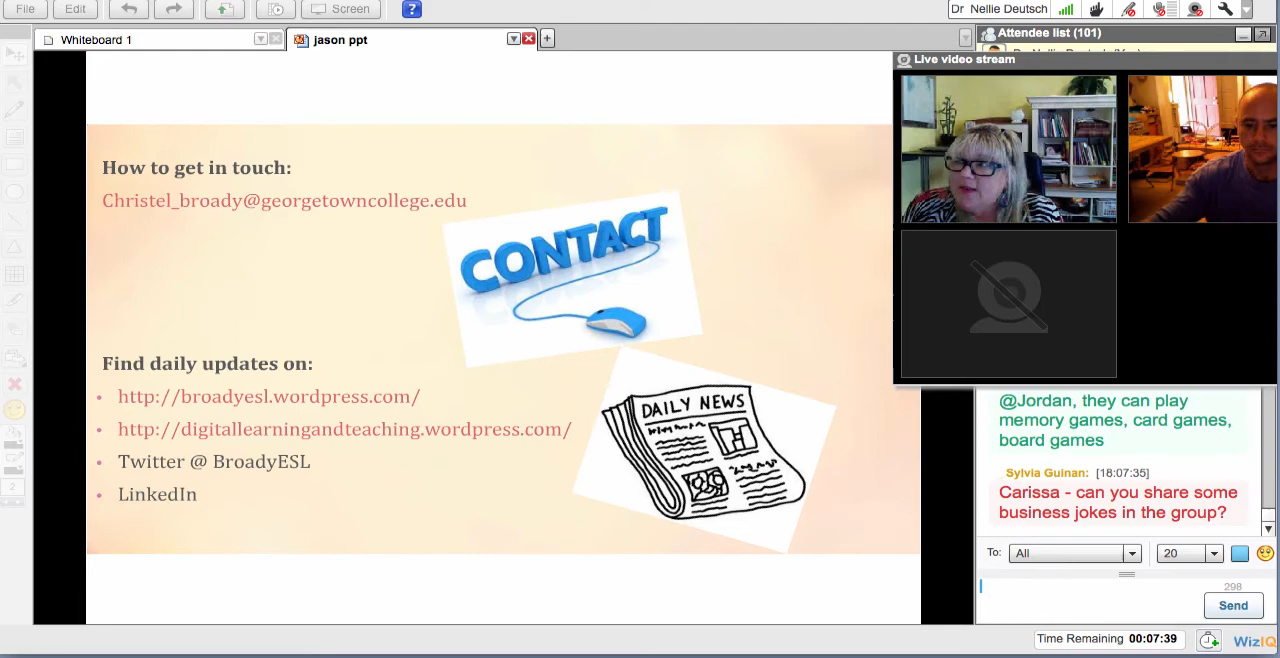 File Edit Screen ?
Dr Nellie Deutsch
Whiteboard 1
jason ppt
+
Attendee list (101)
Live video stream
How to get in touch:
Christel_broady@georgetowncollege.edu
CONTACT
Find daily updates on:
• http://broadyesl.wordpress.com/
• http://digitallearningandteaching.wordpress.com/
• Twitter @ BroadyESL
• LinkedIn
DAILY NEWS
@Jordan, they can play
memory games, card games,
board games
Sylvia Guinan: [18:07:35]
Carissa - can you share some
business jokes in the group?
To: All 20
298
Send
2
Time Remaining 00:07:39
WizIQ